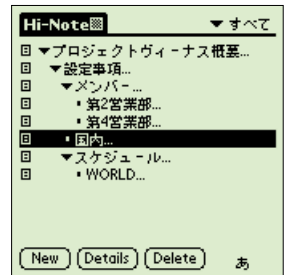 Hi-Note ▼すべて
▼プロジェクトヴィーナス概要...
▼設定事項...
▼メンバー...
・第2営業部...
・第4営業部...
・国内...
▼スケジュール...
・WORLD...
New Details Delete あ